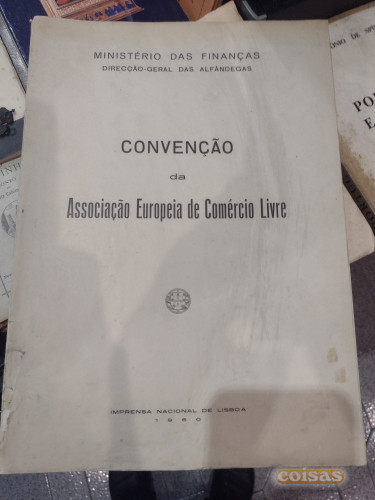 MINISTÉRIO DAS FINANÇAS
DIRECÇÃO-GERAL DAS ALFÂNDEGAS
CONVENÇÃO
da
Associação Europeia de Comércio Livre
IMPRENSA NACIONAL DE LISBOA
1960
coisas